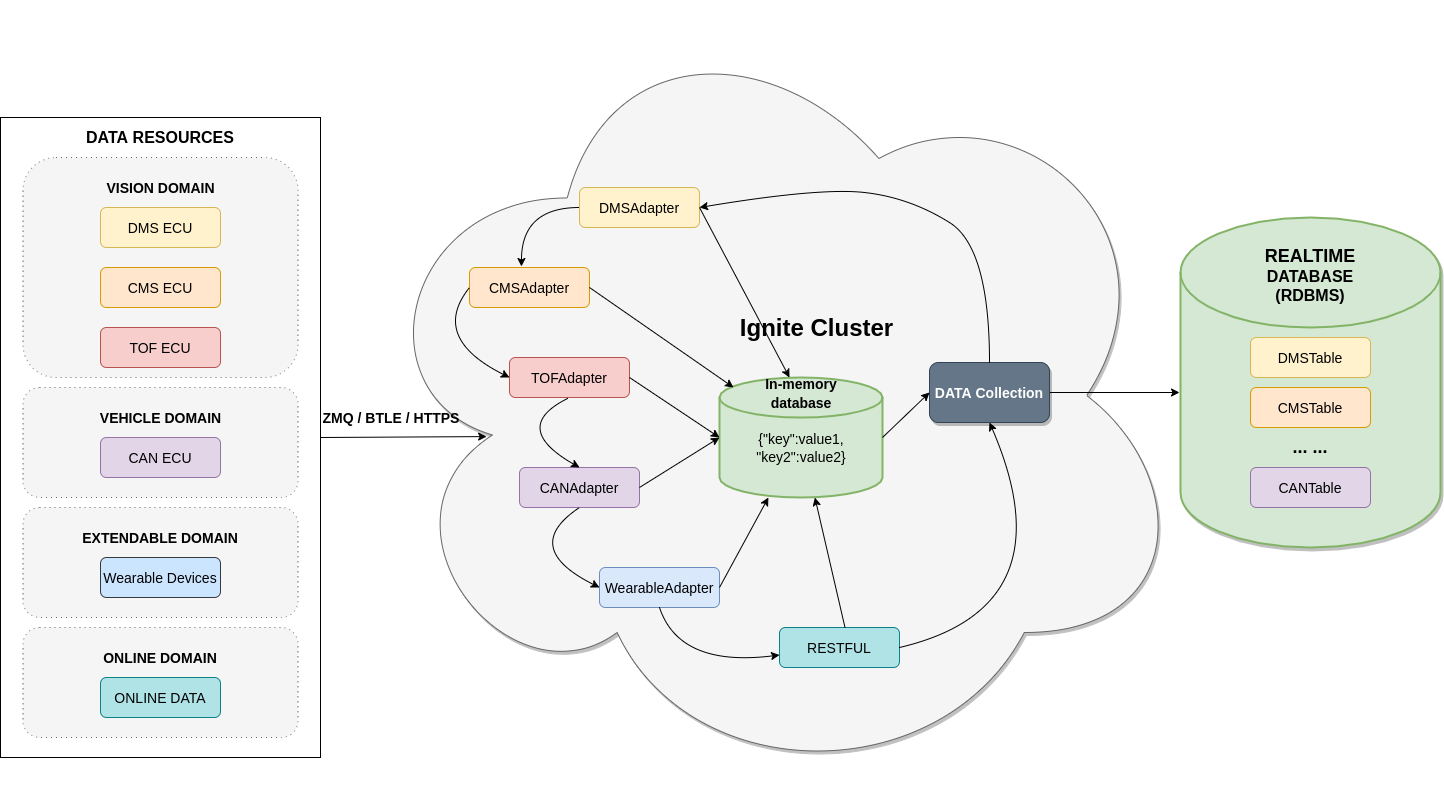 DATA RESOURCES
VISION DOMAIN
DMS ECU
CMS ECU
TOF ECU
VEHICLE DOMAIN
CAN ECU
EXTENDABLE DOMAIN
Wearable Devices
ONLINE DOMAIN
ONLINE DATA
ZMQ / BTLE / HTTPS
DMSAdapter
CMSAdapter
TOFAdapter
CANAdapter
WearableAdapter
RESTFUL
Ignite Cluster
In-memory
database
{"key":value1,
"key2":value2}
DATA Collection
REALTIME
DATABASE
(RDBMS)
DMSTable
CMSTable
... ...
CANTable